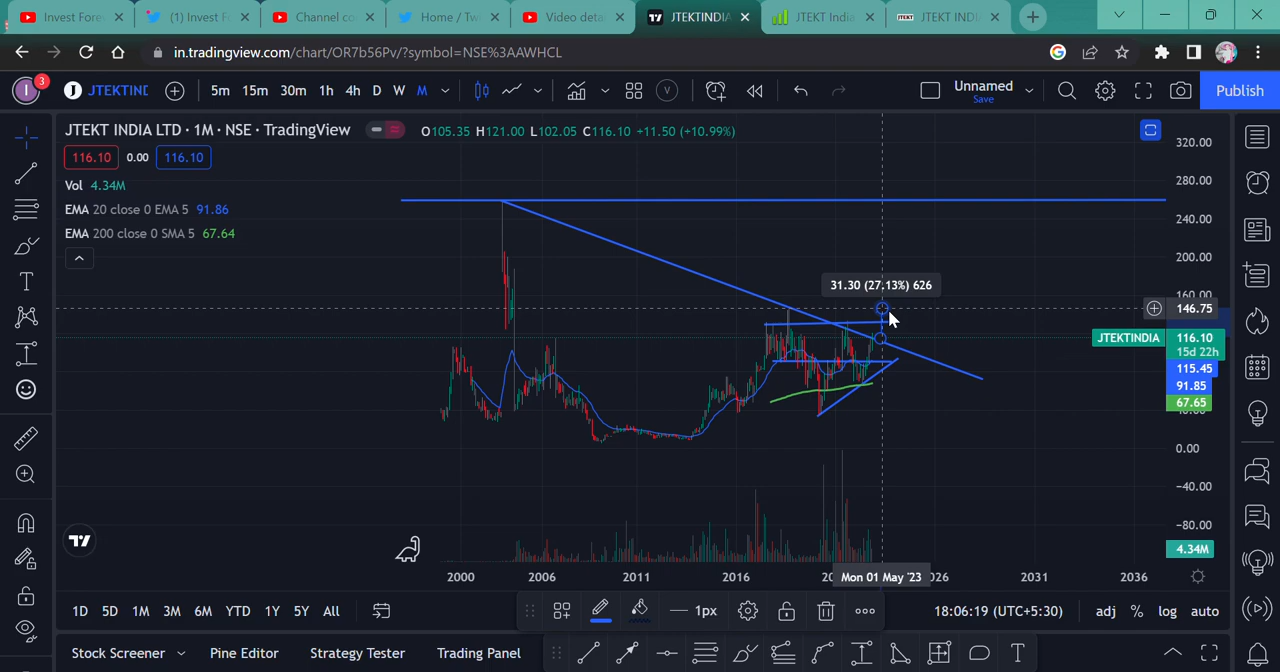 Invest Fores
(1) Invest F
Channel co
Home / Tw
Video deta
JTEKTINDIA
JTEKT India
JTEKT INDI
in.tradingview.com/chart/OR7b56Pv/?symbol=NSE%3AAWHCL
I 3 J JTEKTIND 5m 15m 30m 1h 4h D W M V Unnamed Save Publish
JTEKT INDIA LTD · 1M · NSE · TradingView O105.35 H121.00 L102.05 C116.10 +11.50 (+10.99%)
116.10 0.00 116.10
Vol 4.34M
EMA 20 close 0 EMA 5 91.86
EMA 200 close 0 SMA 5 67.64
320.00
280.00
240.00
200.00
31.30 (27.13%) 626
160.00
146.75
JTEKTINDIA 116.10
15d 22h
115.45
91.85
67.65
0.00
−40.00
−80.00
4.34M
2000 2006 2011 2016 Mon 01 May '23 2031 2036
1D 5D 1M 3M 6M YTD 1Y 5Y All 1px 18:06:19 (UTC+5:30) adj % log auto
Stock Screener Pine Editor Strategy Tester Trading Panel T